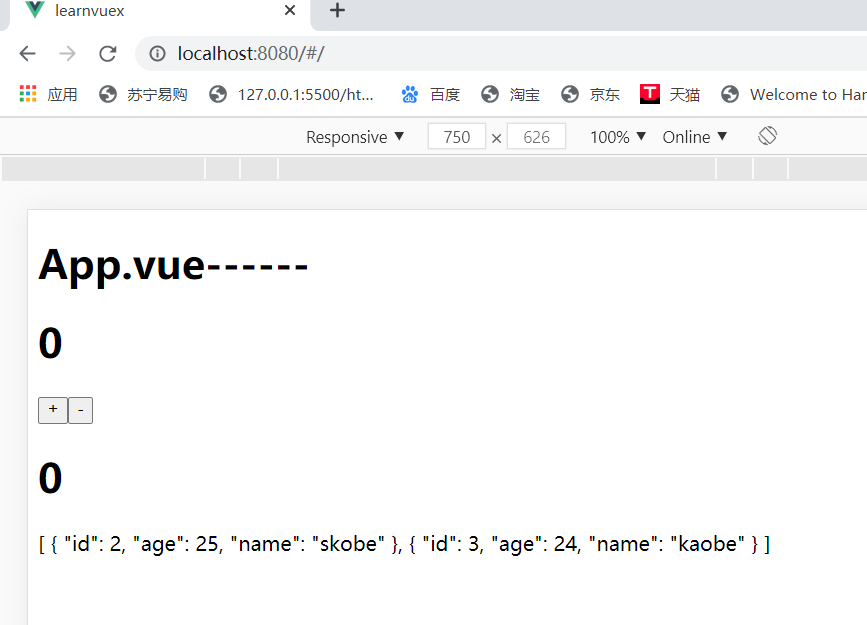 learnvuex
localhost:8080/#/
应用 苏宁易购 127.0.0.1:5500/ht... 百度 淘宝 京东 T 天猫 Welcome to Har
Responsive ▼ 750 × 626 100% ▼ Online ▼
App.vue------
0
+ -
0
[ { "id": 2, "age": 25, "name": "skobe" }, { "id": 3, "age": 24, "name": "kaobe" } ]